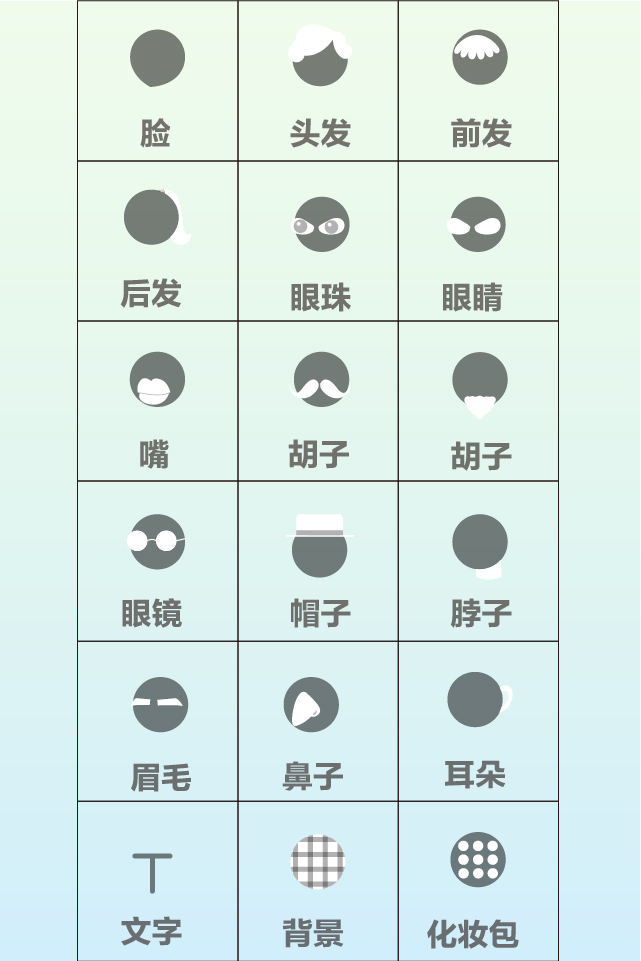 脸
头发
前发
后发
眼珠
眼睛
嘴
胡子
胡子
眼镜
帽子
脖子
眉毛
鼻子
耳朵
文字
背景
化妆包